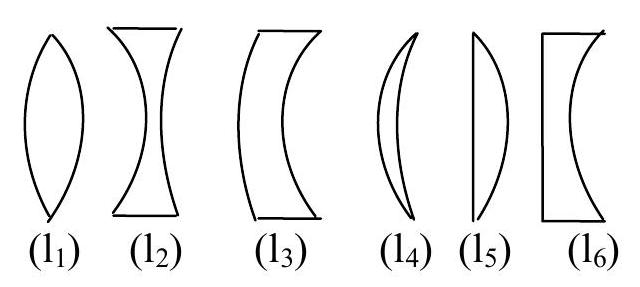 (l₁) (l₂) (l₃) (l₄) (l₅) (l₆)